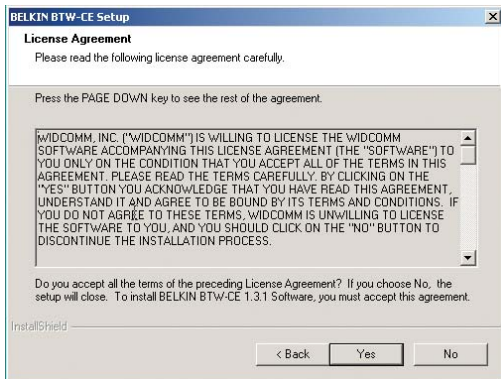 BELKIN BTW-CE Setup
License Agreement
Please read the following license agreement carefully.
Press the PAGE DOWN key to see the rest of the agreement.
WIDCOMM, INC. ("WIDCOMM") IS WILLING TO LICENSE THE WIDCOMM
SOFTWARE ACCOMPANYING THIS LICENSE AGREEMENT (THE "SOFTWARE") TO
YOU ONLY ON THE CONDITION THAT YOU ACCEPT ALL OF THE TERMS IN THIS
AGREEMENT. PLEASE READ THE TERMS CAREFULLY. BY CLICKING ON THE
"YES" BUTTON YOU ACKNOWLEDGE THAT YOU HAVE READ THIS AGREEMENT,
UNDERSTAND IT AND AGREE TO BE BOUND BY ITS TERMS AND CONDITIONS. IF
YOU DO NOT AGREE TO THESE TERMS, WIDCOMM IS UNWILLING TO LICENSE
THE SOFTWARE TO YOU, AND YOU SHOULD CLICK ON THE "NO" BUTTON TO
DISCONTINUE THE INSTALLATION PROCESS.
Do you accept all the terms of the preceding License Agreement? If you choose No, the
setup will close. To install BELKIN BTW-CE 1.3.1 Software, you must accept this agreement.
InstallShield
< Back Yes No